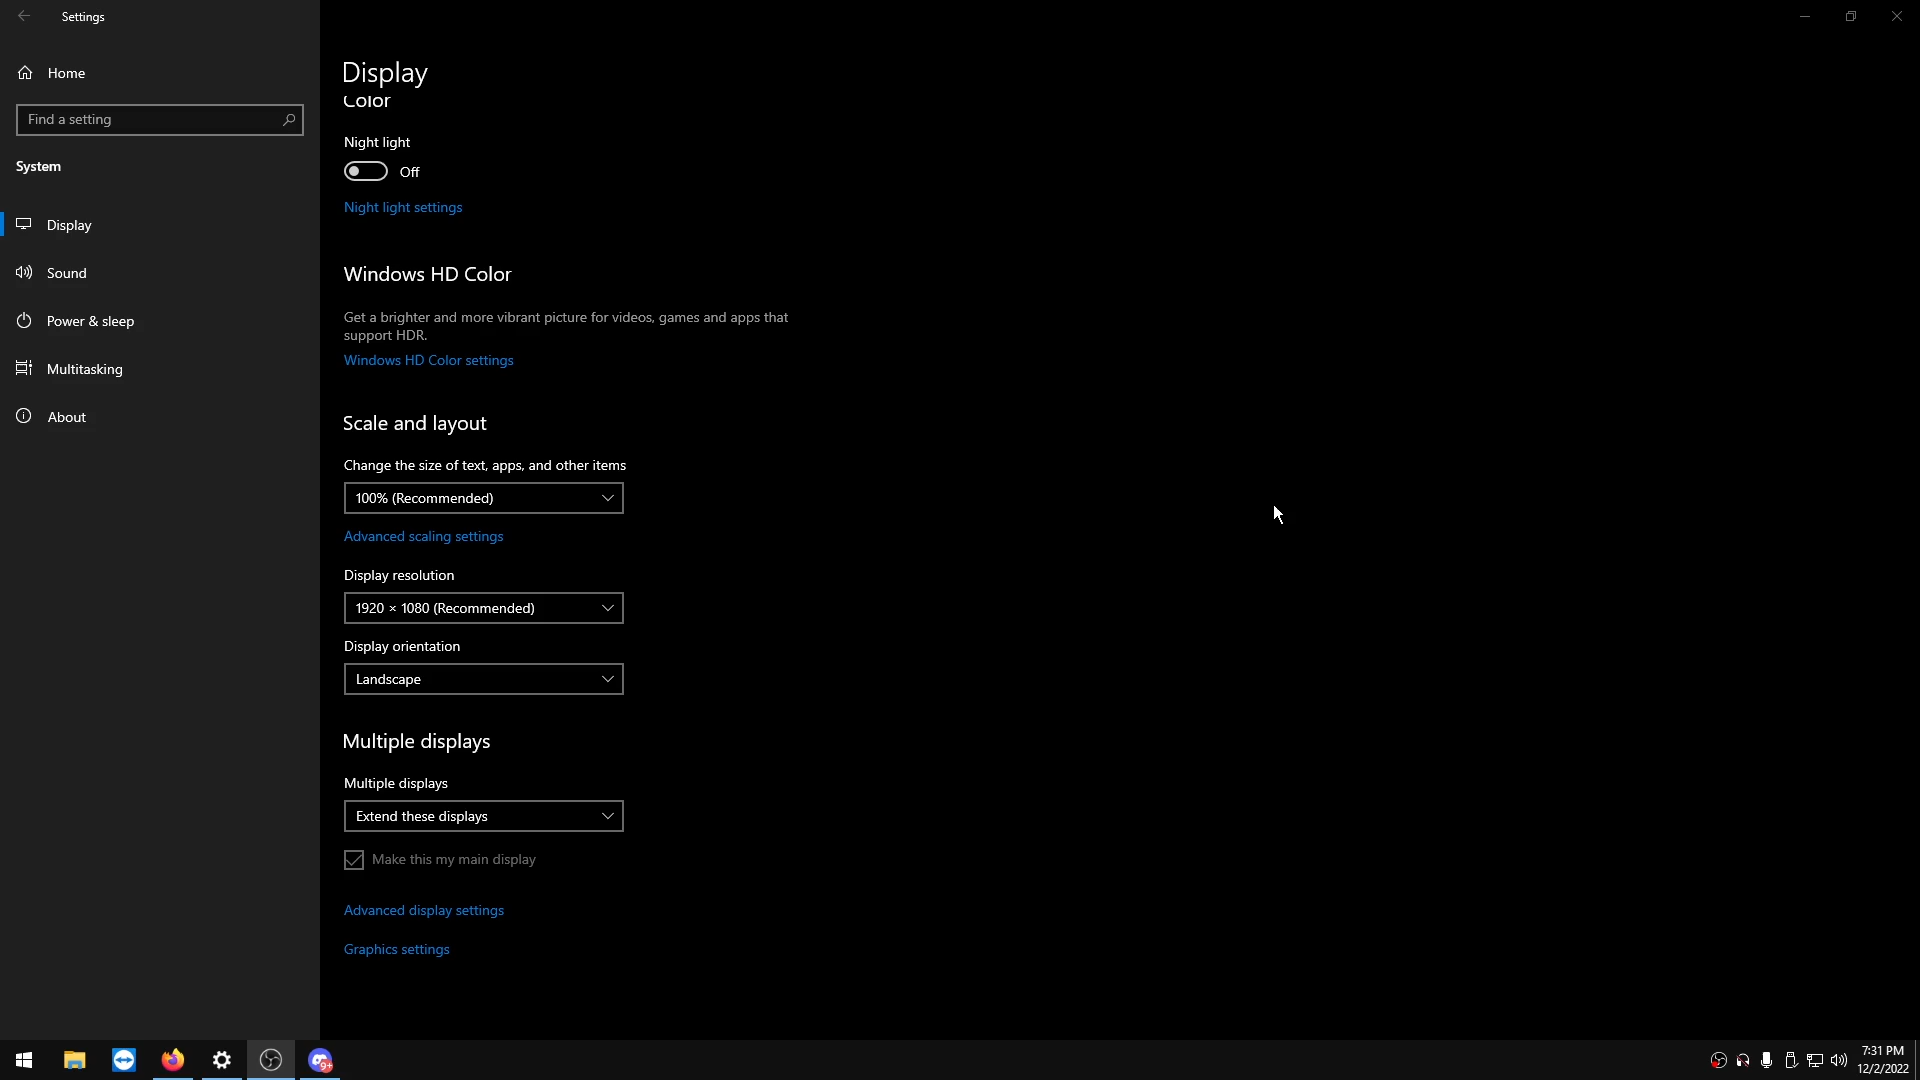 Settings
Home
Find a setting
System
Display
Sound
Power & sleep
Multitasking
About
Display
Color
Night light
Off
Night light settings
Windows HD Color
Get a brighter and more vibrant picture for videos, games and apps that
support HDR.
Windows HD Color settings
Scale and layout
Change the size of text, apps, and other items
100% (Recommended)
Advanced scaling settings
Display resolution
1920 × 1080 (Recommended)
Display orientation
Landscape
Multiple displays
Multiple displays
Extend these displays
Make this my main display
Advanced display settings
Graphics settings
9+
7:31 PM
12/2/2022